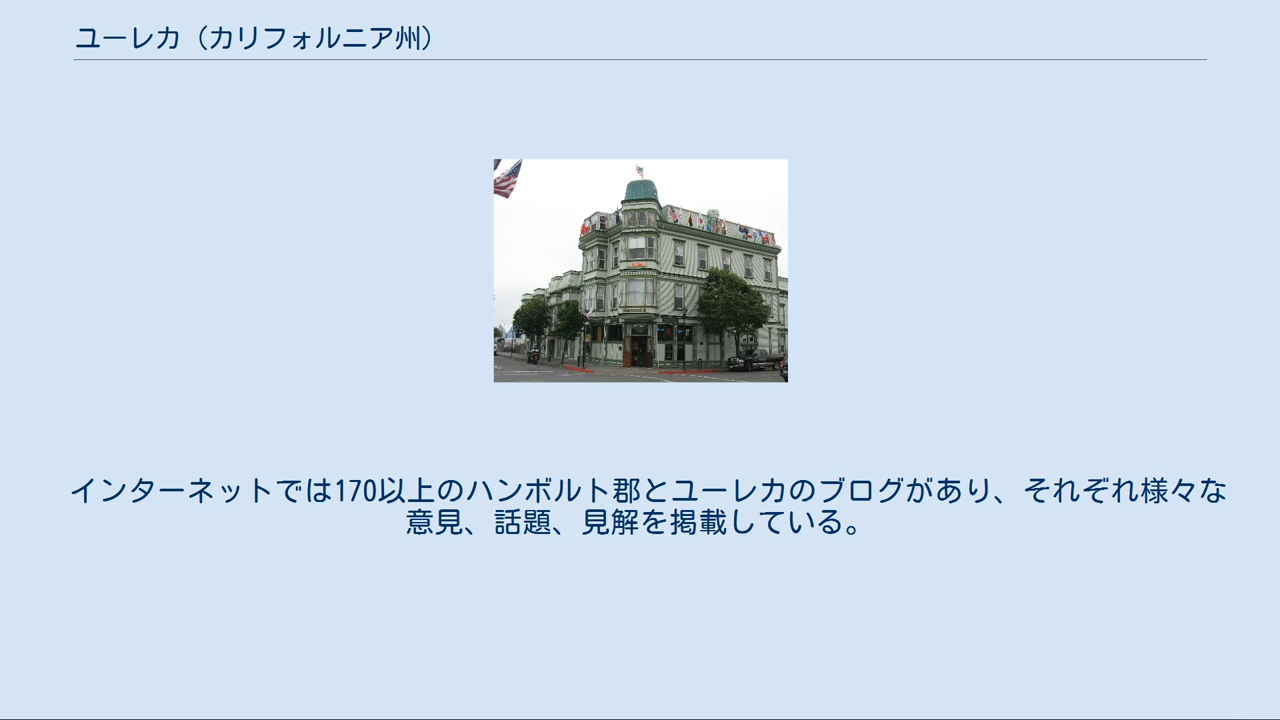 ユーレカ（カリフォルニア州）
インターネットでは170以上のハンボルト郡とユーレカのブログがあり、それぞれ様々な
意見、話題、見解を掲載している。